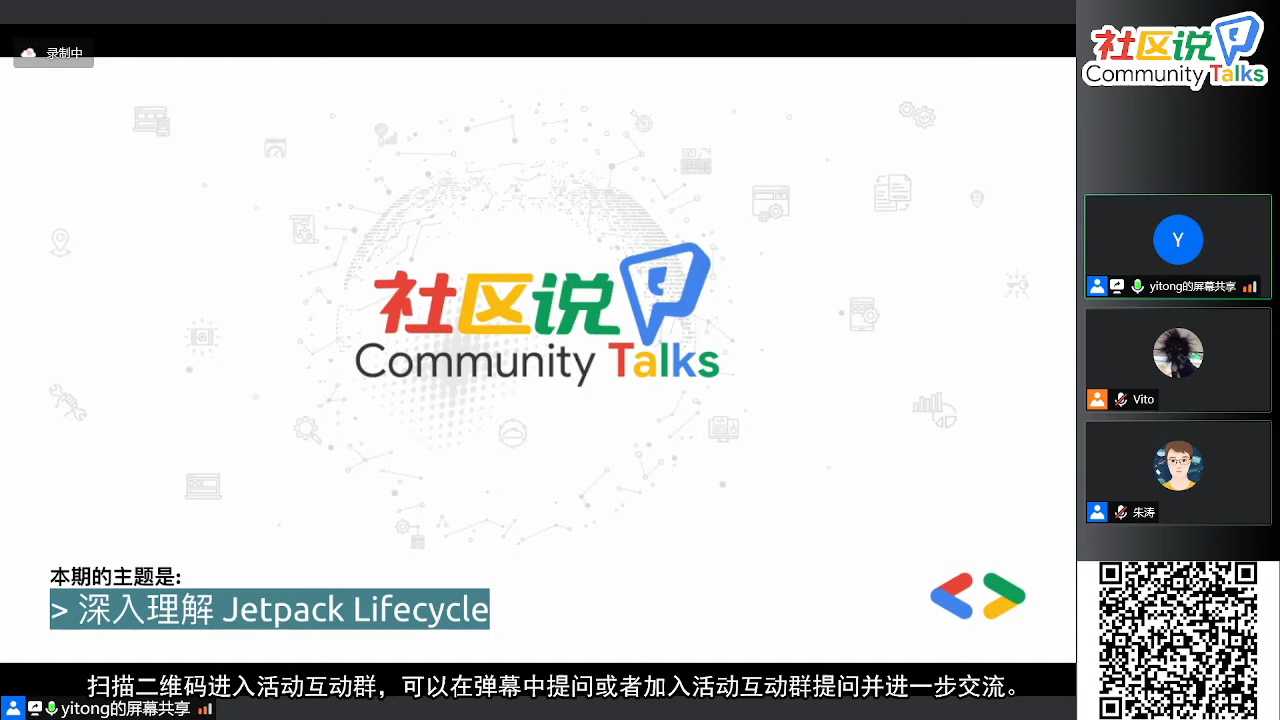 录制中
社区说
Community Talks
社区说
Community Talks
Y
yitong的屏幕共享
Vito
朱涛
本期的主题是:
> 深入理解 Jetpack Lifecycle
扫描二维码进入活动互动群，可以在弹幕中提问或者加入活动互动群提问并进一步交流。
yitong的屏幕共享